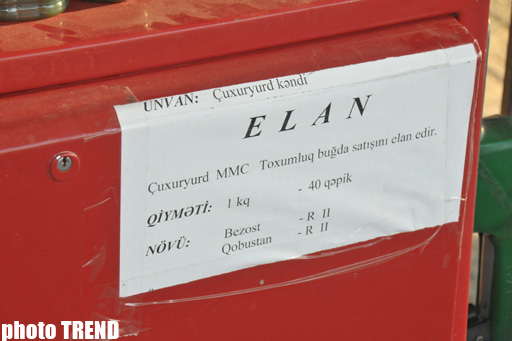 ÜNVAN: Çuxuryurd kəndi
ELAN
Çuxuryurd MMC Toxumluq buğda satışını elan edir.
QİYMƏTİ: 1 kq - 40 qəpik
NÖVÜ: Bezost - R II
Qobustan - R II
photo TREND